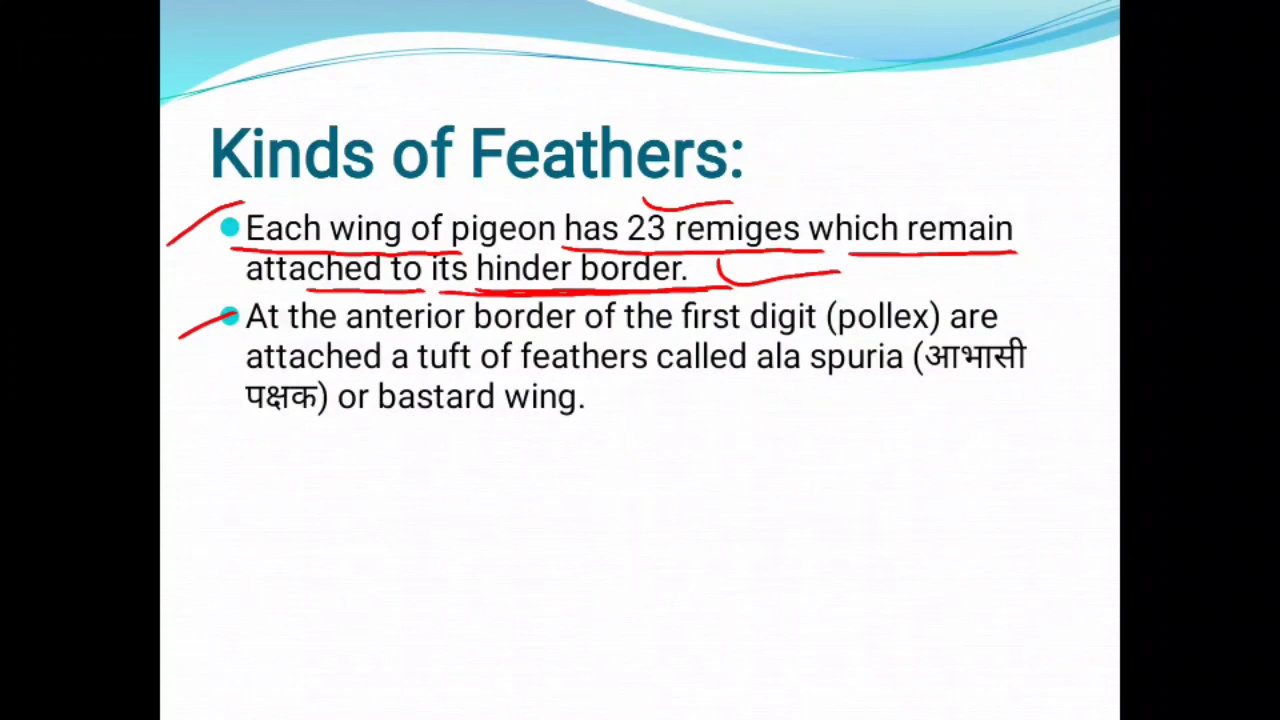 Kinds of Feathers:
Each wing of pigeon has 23 remiges which remain
attached to its hinder border.
At the anterior border of the first digit (pollex) are
attached a tuft of feathers called ala spuria (आभासी
पक्षक) or bastard wing.